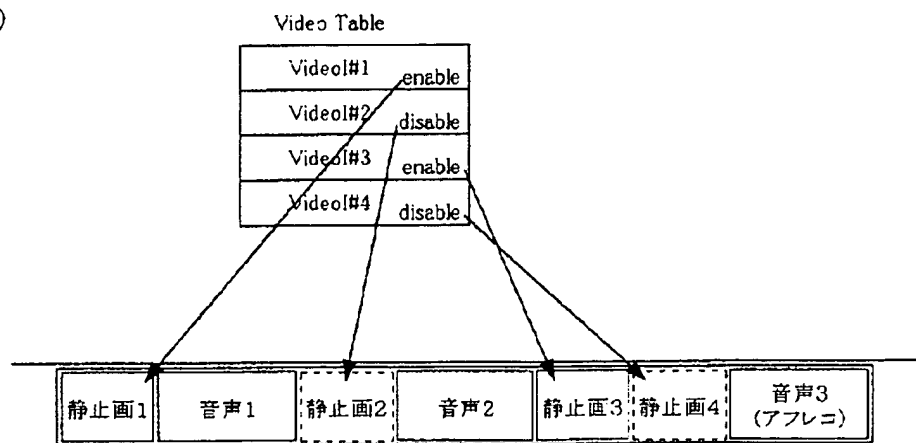 )
Video Table
VideoI#1 enable
VideoI#2 disable
VideoI#3 enable
VideoI#4 disable
静止画1 音声1 静止画2 音声2 静止画3 静止画4 音声3
(アフレコ)